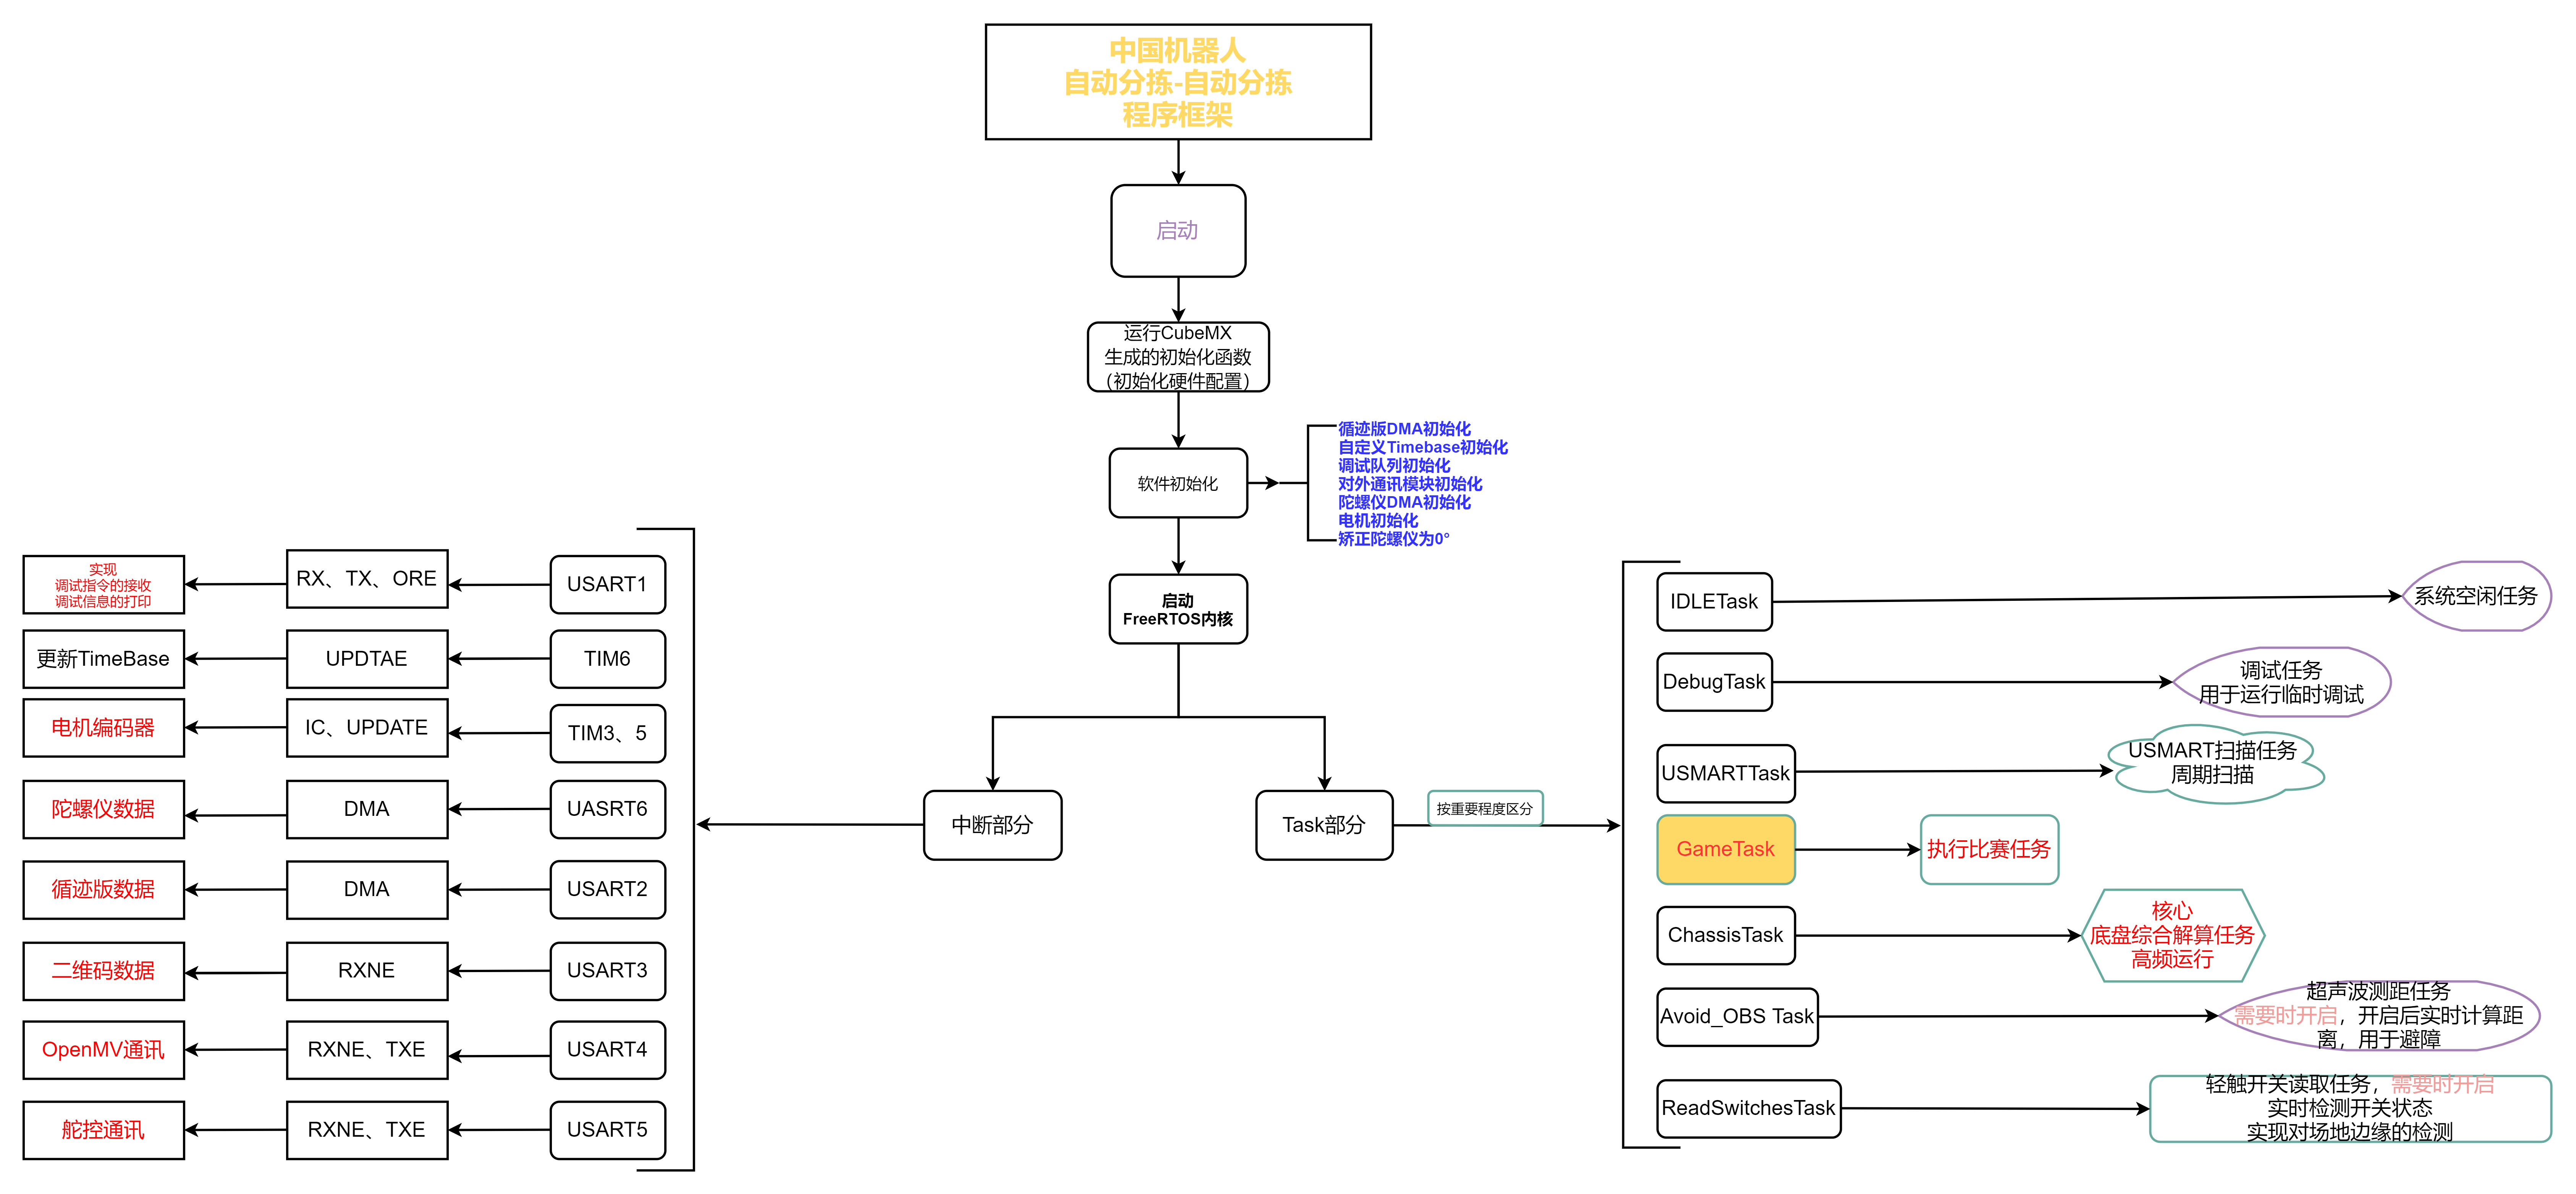 中国机器人
自动分拣-自动分拣
程序框架
启动
运行CubeMX
生成的初始化函数
（初始化硬件配置）
软件初始化
循迹版DMA初始化
自定义Timebase初始化
调试队列初始化
对外通讯模块初始化
陀螺仪DMA初始化
电机初始化
矫正陀螺仪为0°
启动
FreeRTOS内核
中断部分
Task部分
按重要程度区分
USART1
RX、TX、ORE
实现
调试指令的接收
调试信息的打印
TIM6
UPDTAE
更新TimeBase
TIM3、5
IC、UPDATE
电机编码器
UASRT6
DMA
陀螺仪数据
USART2
DMA
循迹版数据
USART3
RXNE
二维码数据
USART4
RXNE、TXE
OpenMV通讯
USART5
RXNE、TXE
舵控通讯
IDLETask
系统空闲任务
DebugTask
调试任务
用于运行临时调试
USMARTTask
USMART扫描任务
周期扫描
GameTask
执行比赛任务
ChassisTask
核心
底盘综合解算任务
高频运行
Avoid_OBS Task
超声波测距任务
需要时开启，开启后实时计算距
离，用于避障
ReadSwitchesTask
轻触开关读取任务，需要时开启
实时检测开关状态
实现对场地边缘的检测